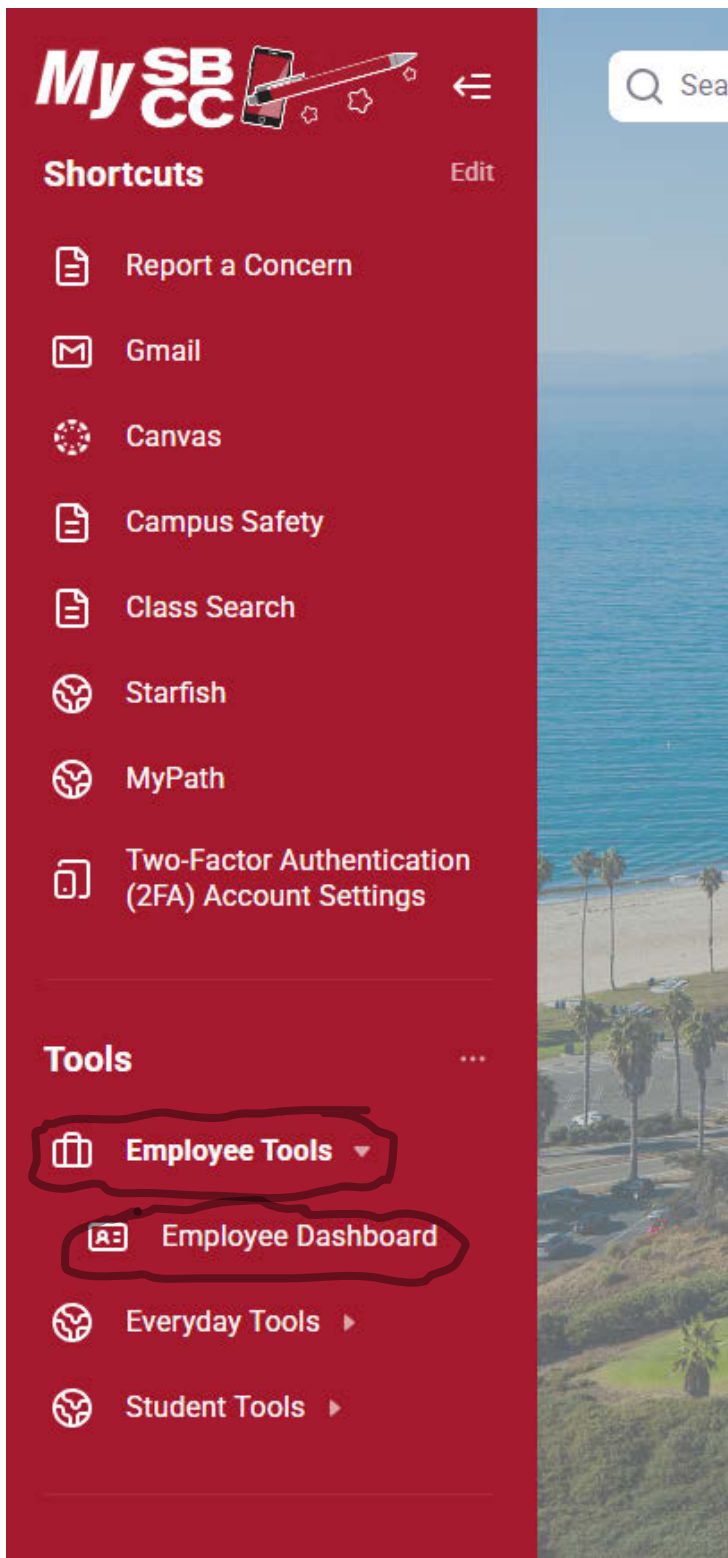 My SB
CC
Sea
Shortcuts
Edit
Report a Concern
Gmail
Canvas
Campus Safety
Class Search
Starfish
MyPath
Two-Factor Authentication
(2FA) Account Settings
Tools
Employee Tools
Employee Dashboard
Everyday Tools
Student Tools